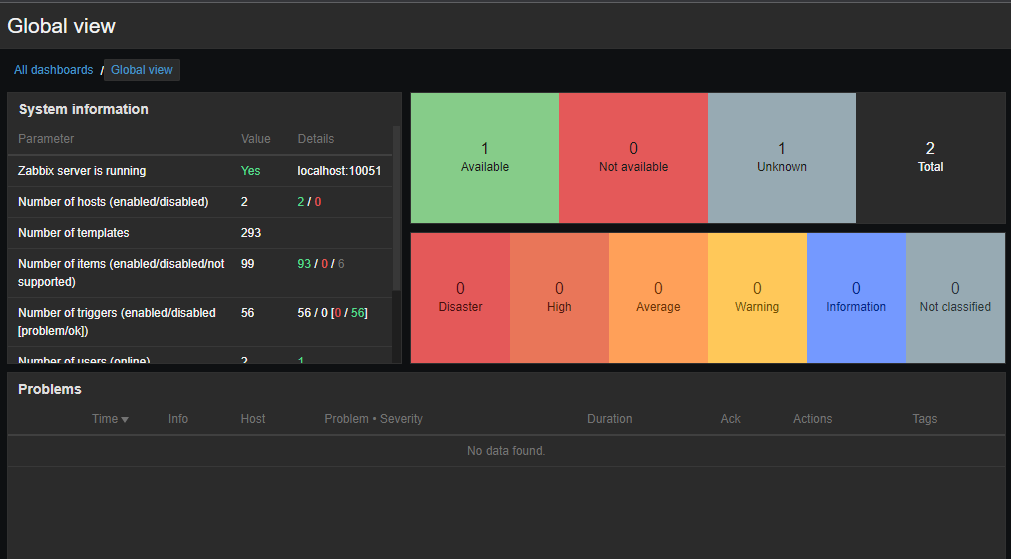 Global view
All dashboards / Global view
System information
Parameter Value Details
Zabbix server is running Yes localhost:10051
Number of hosts (enabled/disabled) 2 2 / 0
Number of templates 293
Number of items (enabled/disabled/not supported) 99 93 / 0 / 6
Number of triggers (enabled/disabled [problem/ok]) 56 56 / 0 [0 / 56]
Number of users (online) 2 1
1
Available
0
Not available
1
Unknown
2
Total
0
Disaster
0
High
0
Average
0
Warning
0
Information
0
Not classified
Problems
Time Info Host Problem • Severity Duration Ack Actions Tags
No data found.